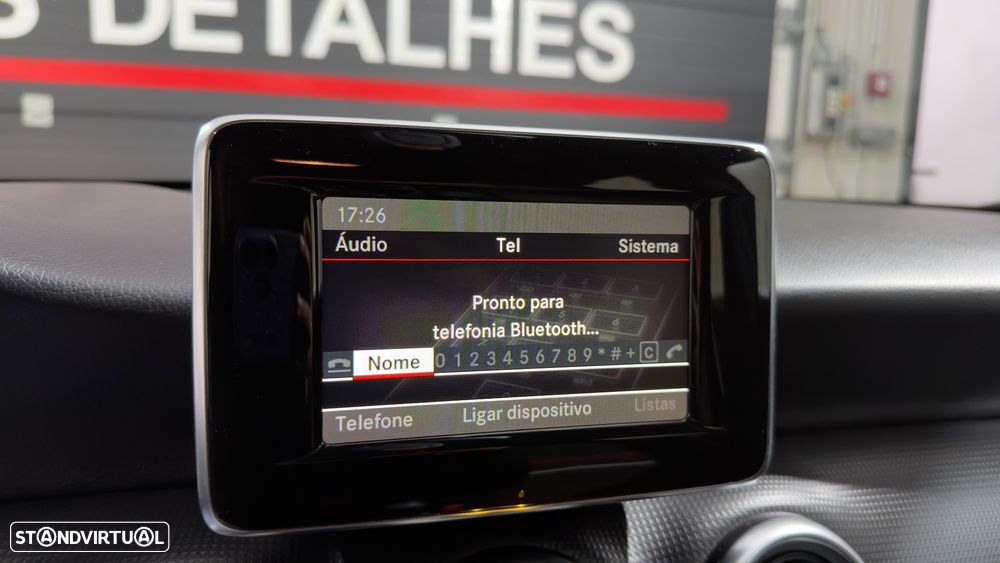 S DETALHES
17:26
Áudio Tel Sistema
Pronto para
telefonia Bluetooth...
Nome 0 1 2 3 4 5 6 7 8 9 * # + C
Telefone Ligar dispositivo Listas
STANDVIRTUAL